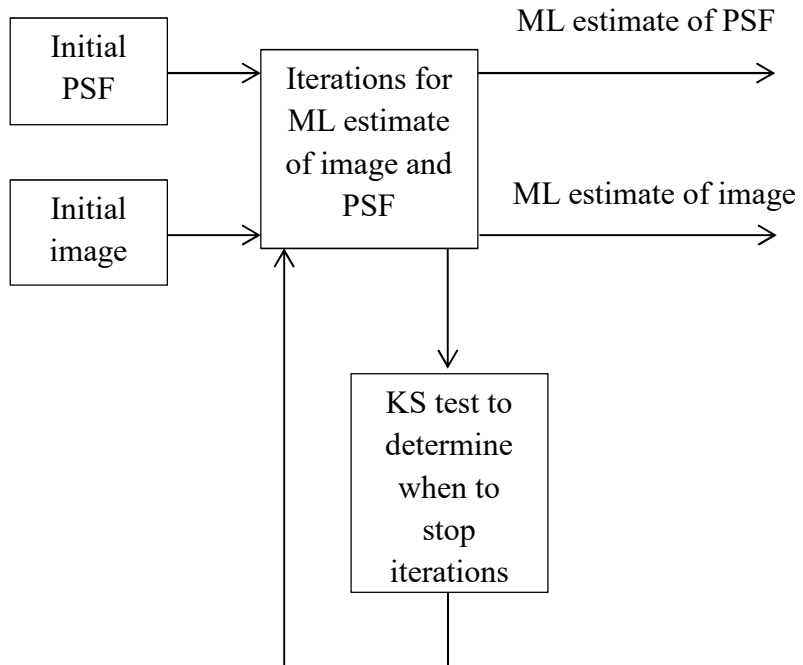 Initial
PSF
Iterations for
ML estimate
of image and
PSF
ML estimate of PSF
Initial
image
ML estimate of image
KS test to
determine
when to
stop
iterations